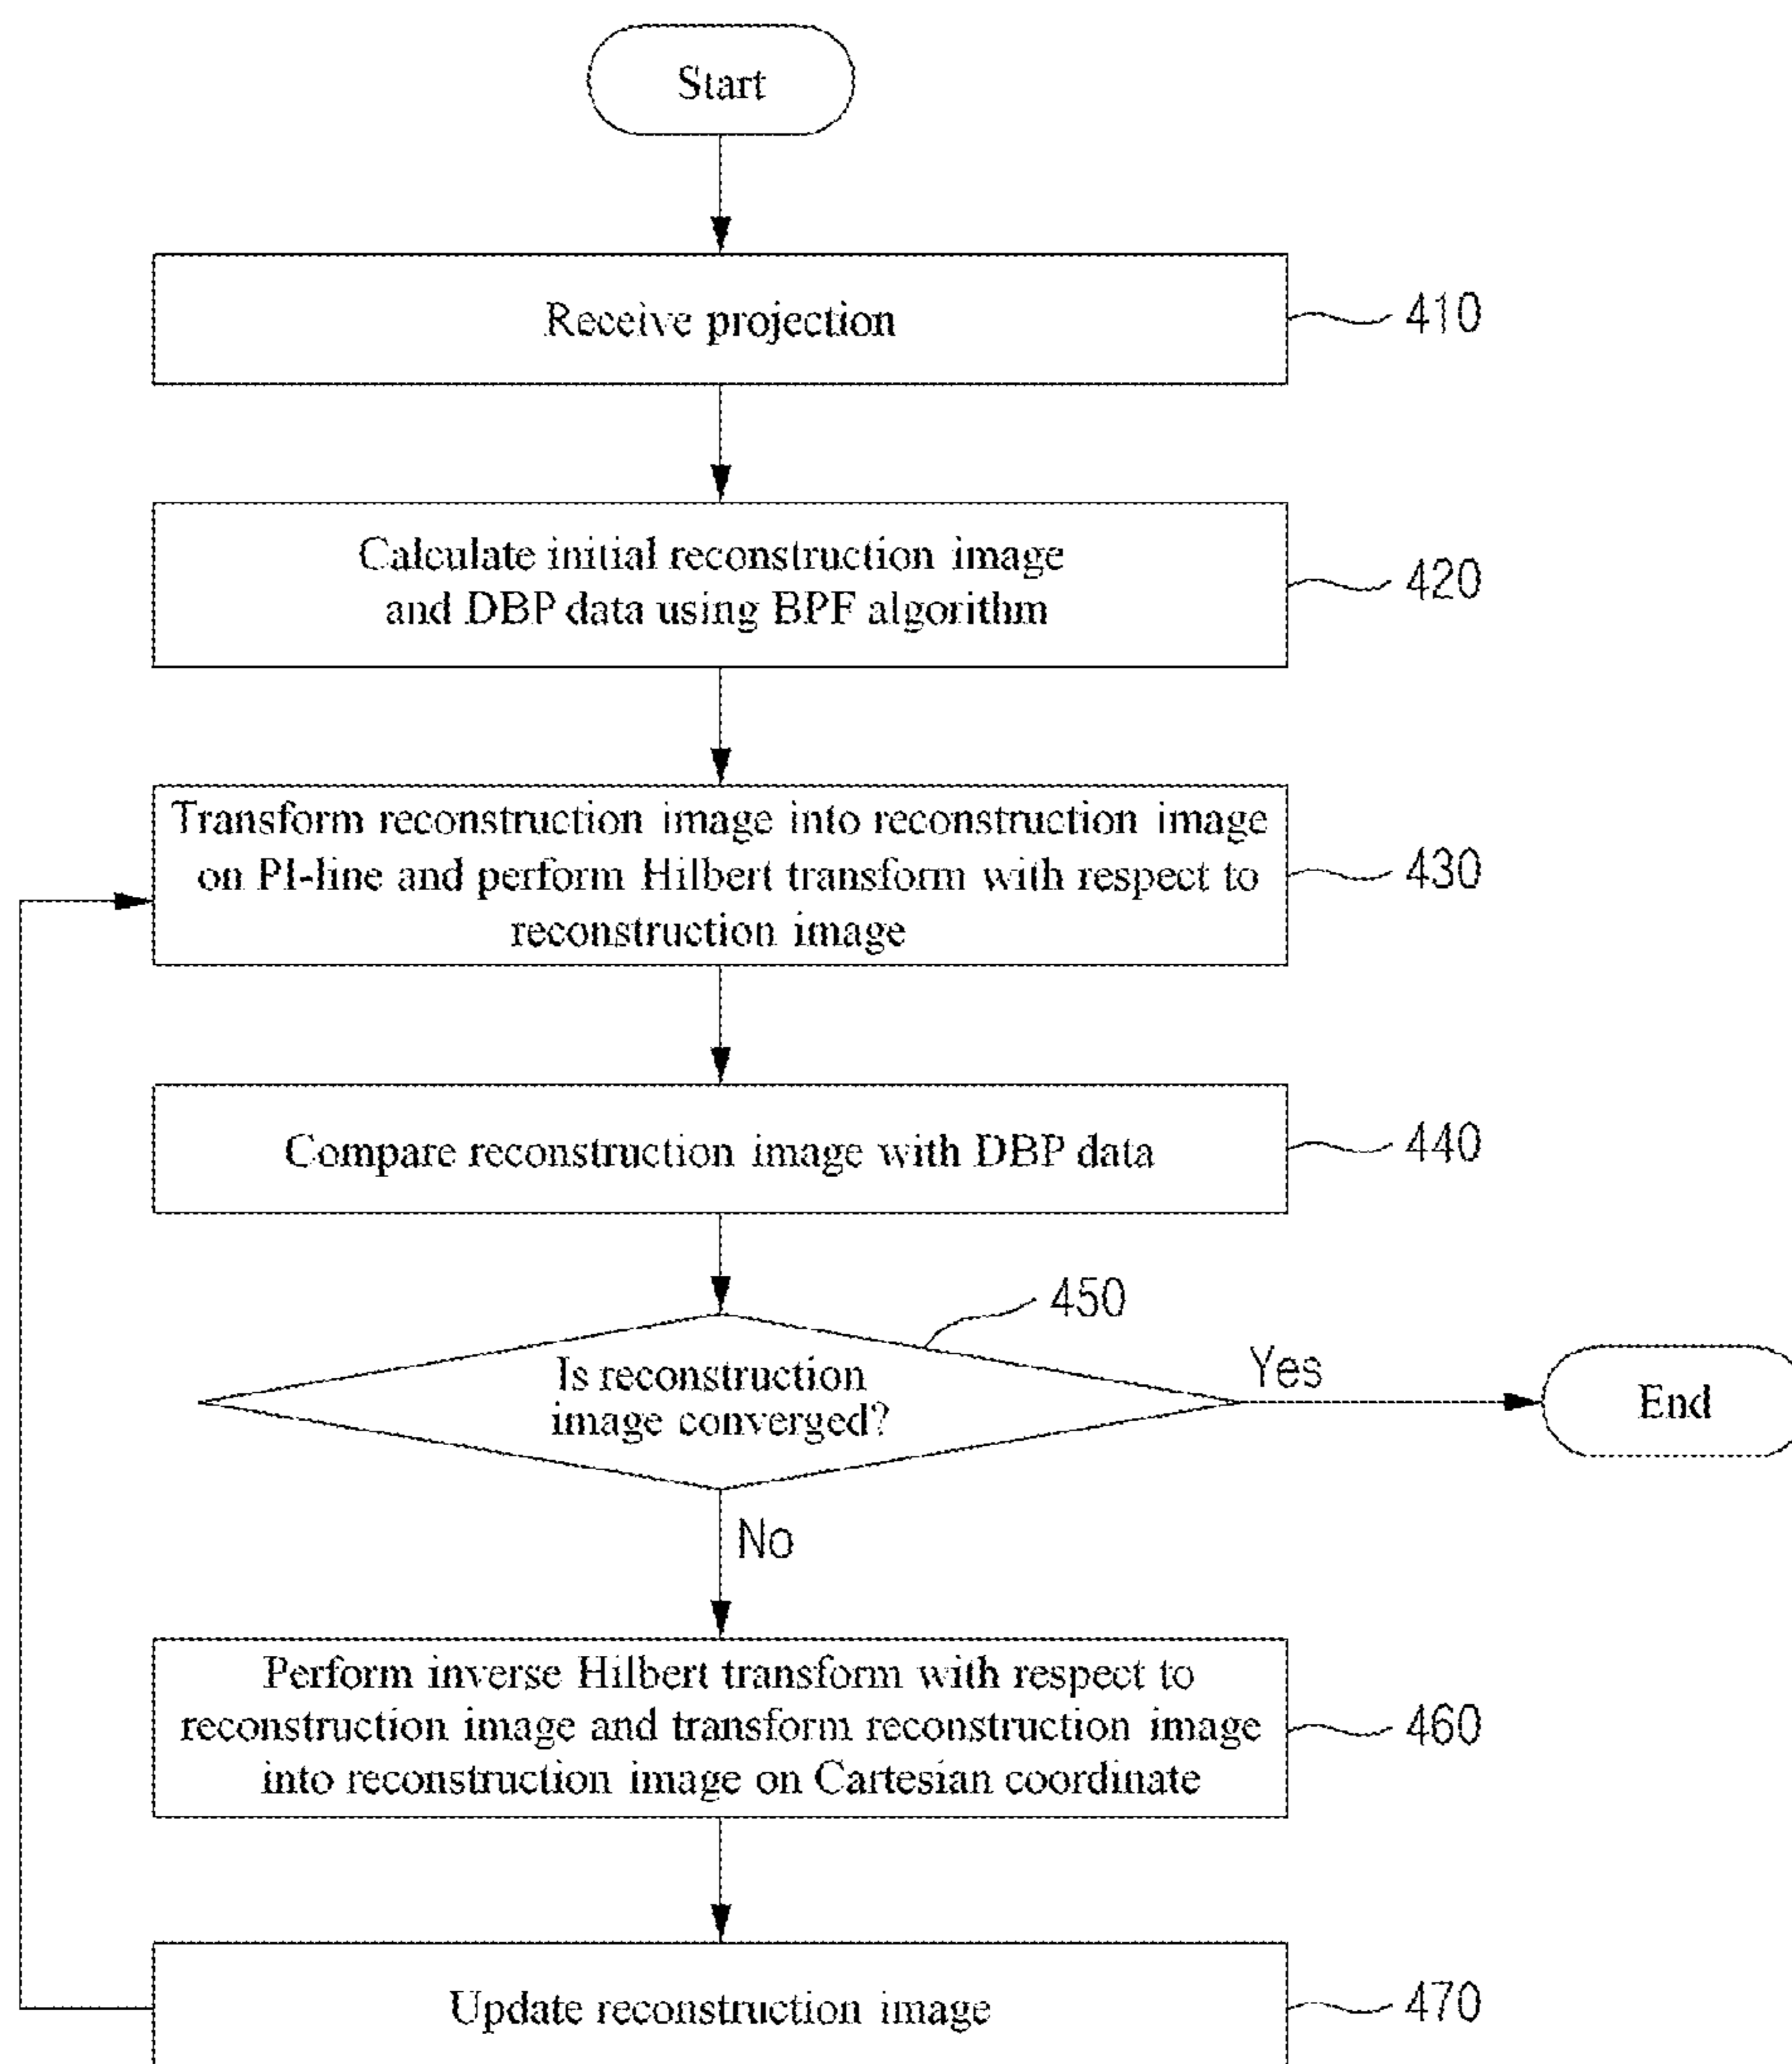 Start
Receive projection
410
Calculate initial reconstruction image
and DBP data using BPF algorithm
420
Transform reconstruction image into reconstruction image
on PI-line and perform Hilbert transform with respect to
reconstruction image
430
Compare reconstruction image with DBP data
440
450
Is reconstruction
image converged?
Yes
End
No
Perform inverse Hilbert transform with respect to
reconstruction image and transform reconstruction image
into reconstruction image on Cartesian coordinate
460
Update reconstruction image
470